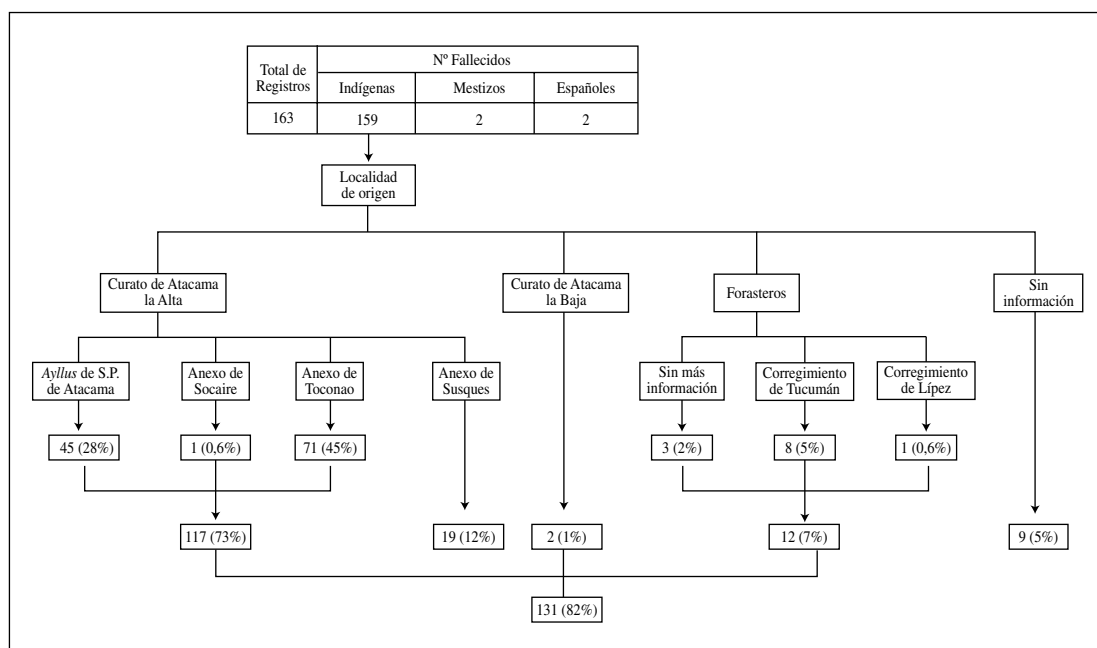 Total de
Registros
Nº Fallecidos
Indígenas
Mestizos
Españoles
163
159
2
2
Localidad
de origen
Curato de Atacama
la Alta
Curato de Atacama
la Baja
Forasteros
Sin
información
Ayllus de S.P.
de Atacama
Anexo de
Socaire
Anexo de
Toconao
Anexo de
Susques
Sin más
información
Corregimiento
de Tucumán
Corregimiento
de Lípez
45 (28%)
1 (0,6%)
71 (45%)
3 (2%)
8 (5%)
1 (0,6%)
117 (73%)
19 (12%)
2 (1%)
12 (7%)
9 (5%)
131 (82%)